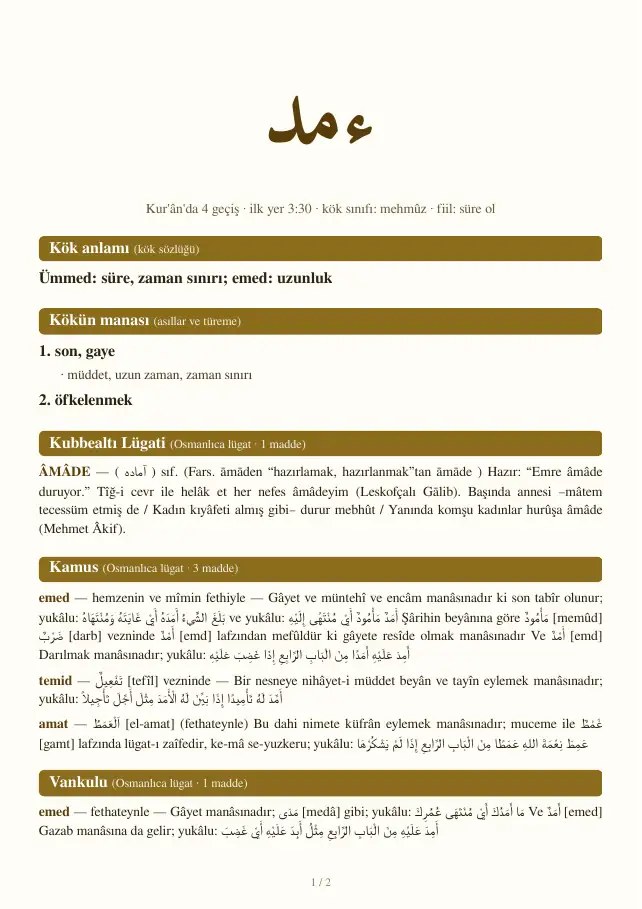 ءمد
Kur'ân'da 4 geçiş · ilk yer 3:30 · kök sınıfı: mehmûz · fiil: süre ol
Kök anlamı (kök sözlüğü)
Ümmed: süre, zaman sınırı; emed: uzunluk
Kökün manası (asıllar ve türeme)
1. son, gaye
· müddet, uzun zaman, zaman sınırı
2. öfkelenmek
Kubbealtı Lügati (Osmanlıca lügat · 1 madde)
ÂMÂDE — ( آماده ) sıf. (Fars. āmāden “hazırlamak, hazırlanmak”tan āmāde ) Hazır: “Emre âmâde
duruyor.” Tîğ-i cevr ile helâk et her nefes âmâdeyim (Leskofçalı Gālib). Başında annesi –mâtem
tecessüm etmiş de / Kadın kıyâfeti almış gibi– durur mebhût / Yanında komşu kadınlar hurûşa âmâde
(Mehmet Âkif).
Kamus (Osmanlıca lügat · 3 madde)
emed — hemzenin ve mîmin fethiyle — Gâyet ve müntehî ve encâm manâsınadır ki son tabîr olunur;
yukâlu: بَلَغَ الشَّيْءُ أَمَدَهُ أَيْ غَايَتَهُ وَمُنْتَهَاهُ ve yukâlu: أَمَدٌ مَأْمُودٌ أَيْ مُنْتَهًى إِلَيْهِ Şârihin beyânına göre مَأْمُودٌ [memûd]
ضَرْبٌ [darb] vezninde أَمْدٌ [emd] lafzından mefûldür ki gâyete resîde olmak manâsınadır Ve أَمَدٌ [emd]
Darılmak manâsınadır; yukâlu: أَمِدَ عَلَيْهِ أَمَدًا مِنَ الْبَابِ الرَّابِعِ إِذَا غَضِبَ عَلَيْهِ
temid — تَفْعِيلٌ [tefîl] vezninde — Bir nesneye nihâyet-i müddet beyân ve tayîn eylemek manâsınadır;
yukâlu: أَمَّدَ لَهُ تَأْمِيدًا إِذَا بَيَّنَ لَهُ الْأَمَدَ مِثْلَ أَجَّلَ تَأْجِيلاً
amat — اَلْعَمَطُ [el-amat] (fethateynle) Bu dahi nimete küfrân eylemek manâsınadır; muceme ile غَمْطٌ
[gamt] lafzında lügat-ı zaîfedir, ke-mâ se-yuzkeru; yukâlu: عَمِطَ نِعْمَةَ اللهِ عَمَطًا مِنَ الْبَابِ الرَّابِعِ إِذَا لَمْ يَشْكُرْهَا
Vankulu (Osmanlıca lügat · 1 madde)
emed — fethateynle — Gâyet manâsınadır; مَدَى [medâ] gibi; yukâlu: مَا أَمَدُكَ أَيْ مُنْتَهَى عُمُرِكَ Ve أَمَدٌ [emed]
Gazab manâsına da gelir; yukâlu: أَمِدَ عَلَيْهِ مِنَ الْبَابِ الرَّابِعِ مِثْلُ أَبِدَ عَلَيْهِ أَيْ غَضِبَ
1 / 2